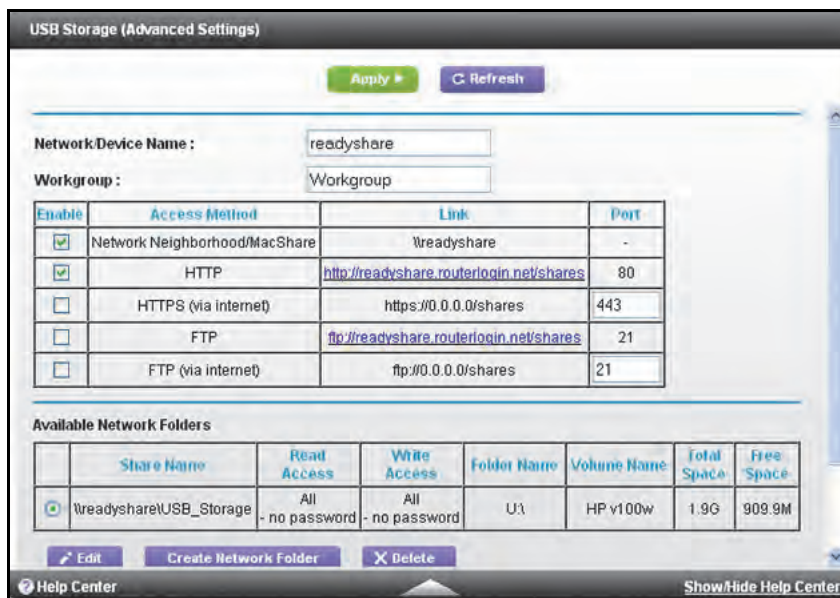 USB Storage (Advanced Settings)
Apply
Refresh
Network/Device Name : readyshare
Workgroup : Workgroup
Enable Access Method Link Port
Network Neighborhood/MacShare \\readyshare -
HTTP http://readyshare.routerlogin.net/shares 80
HTTPS (via internet) https://0.0.0.0/shares 443
FTP ftp://readyshare.routerlogin.net/shares 21
FTP (via internet) ftp://0.0.0.0/shares 21
Available Network Folders
Share Name Read Access Write Access Folder Name Volume Name Total Space Free Space
\\readyshare\USB_Storage All - no password All - no password U:\ HP v100w 1.9G 909.9M
Edit Create Network Folder X Delete
Help Center Show/Hide Help Center